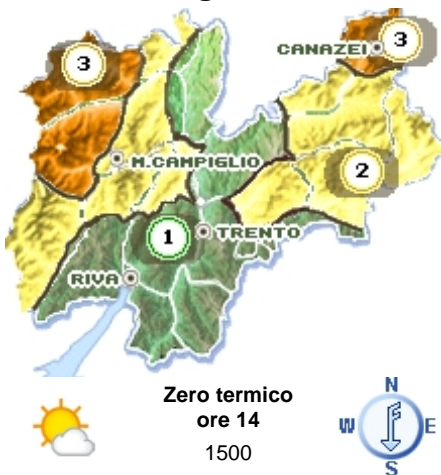 3
CANAZEI
3
M.CAMPIGLIO
2
1
TRENTO
RIVA
Zero termico
ore 14
1500
N
W
E
S